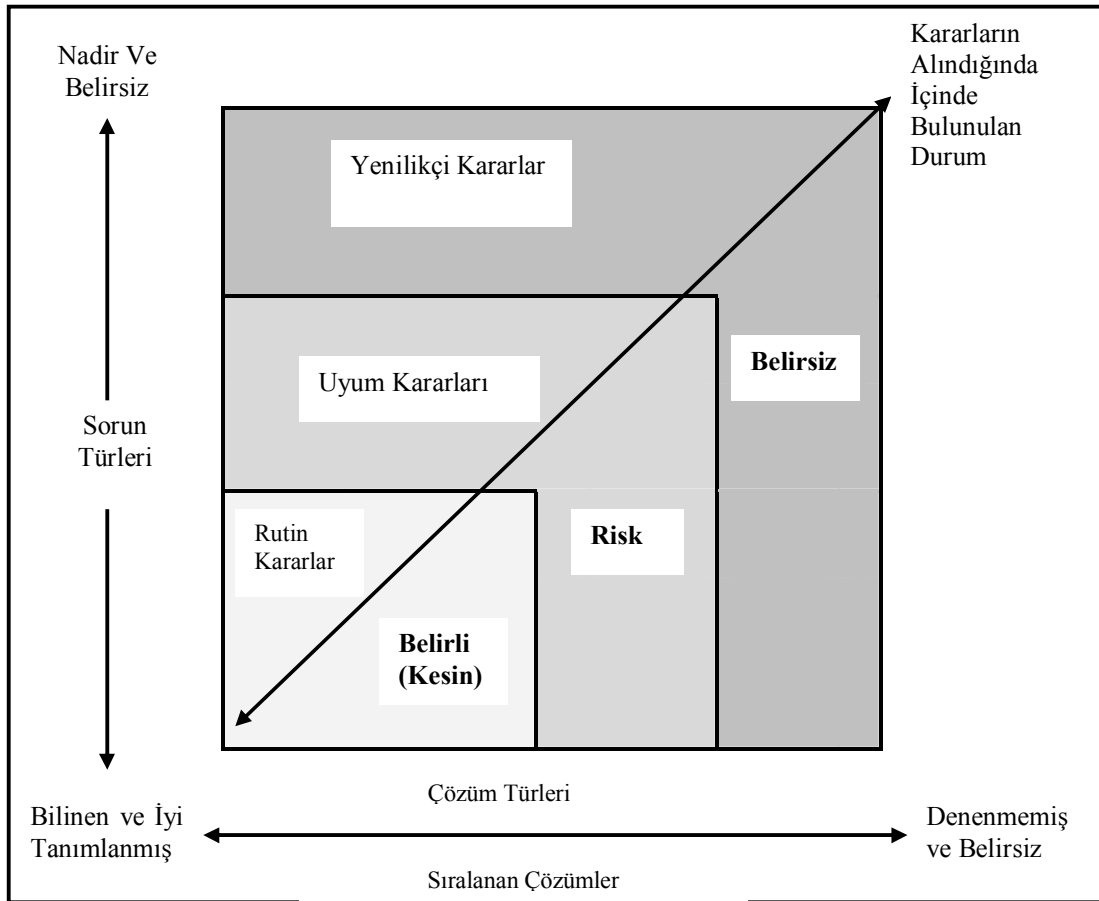 Nadir Ve
Belirsiz
Kararların
Alındığında
İçinde
Bulunulan
Durum
Yenilikçi Kararlar
Uyum Kararları
Belirsiz
Sorun
Türleri
Rutin
Kararlar
Risk
Belirli
(Kesin)
Çözüm Türleri
Bilinen ve İyi
Tanımlanmış
Denenmemiş
ve Belirsiz
Sıralanan Çözümler